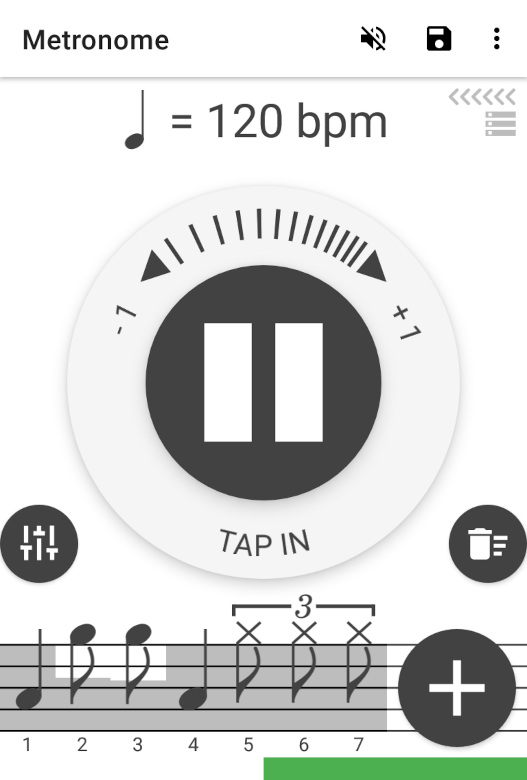 Metronome
= 120 bpm
- 1
+ 1
TAP IN
3
1 2 3 4 5 6 7